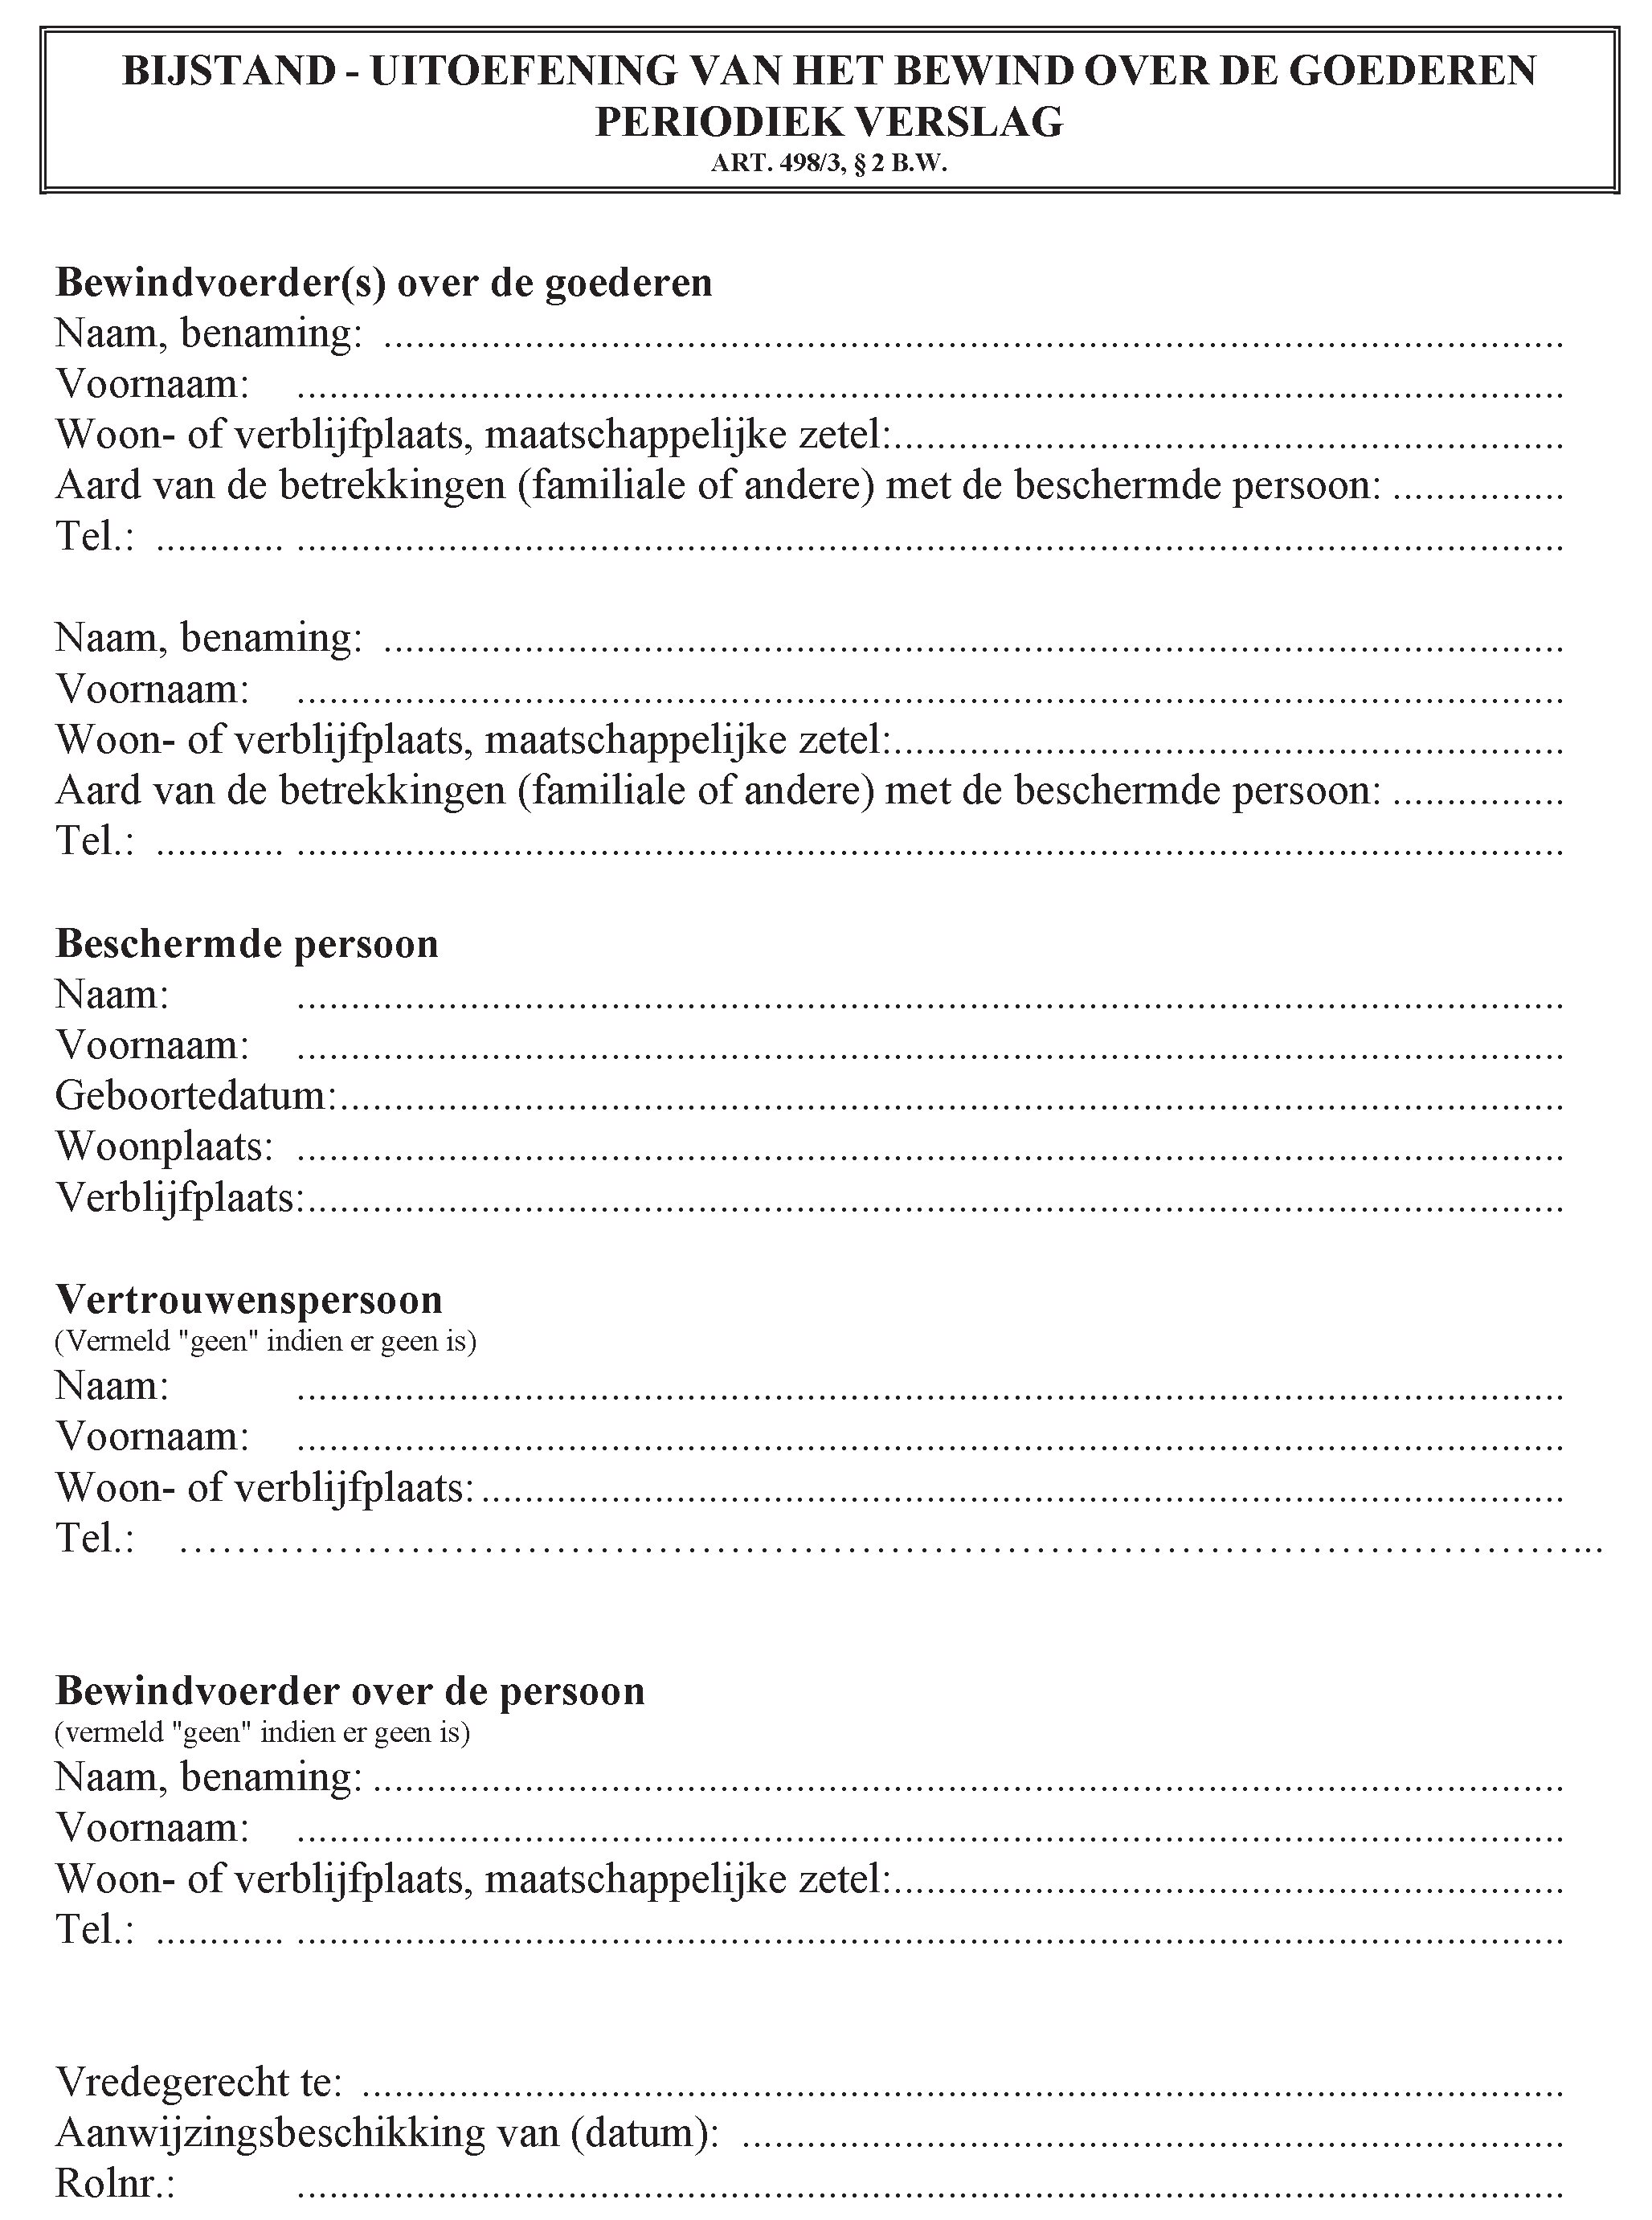 BIJSTAND - UITOEFENING VAN HET BEWIND OVER DE GOEDEREN
PERIODIEK VERSLAG
ART. 498/3, § 2 B.W.
Bewindvoerder(s) over de goederen
Naam, benaming: ..............................................................................................................
Voornaam: ......................................................................................................................
Woon- of verblijfplaats, maatschappelijke zetel:..............................................................
Aard van de betrekkingen (familiale of andere) met de beschermde persoon: ................
Tel.: ............ ......................................................................................................................
Naam, benaming: ..............................................................................................................
Voornaam: ......................................................................................................................
Woon- of verblijfplaats, maatschappelijke zetel:..............................................................
Aard van de betrekkingen (familiale of andere) met de beschermde persoon: ................
Tel.: ............ ......................................................................................................................
Beschermde persoon
Naam: ......................................................................................................................
Voornaam: ......................................................................................................................
Geboortedatum:..................................................................................................................
Woonplaats: ......................................................................................................................
Verblijfplaats:.....................................................................................................................
Vertrouwenspersoon
(Vermeld "geen" indien er geen is)
Naam: ......................................................................................................................
Voornaam: ......................................................................................................................
Woon- of verblijfplaats:.....................................................................................................
Tel.: ………………………………………………………………………………………...
Bewindvoerder over de persoon
(vermeld "geen" indien er geen is)
Naam, benaming: ...............................................................................................................
Voornaam: ......................................................................................................................
Woon- of verblijfplaats, maatschappelijke zetel:..............................................................
Tel.: ............ ......................................................................................................................
Vredegerecht te: ................................................................................................................
Aanwijzingsbeschikking van (datum): ............................................................................
Rolnr.: ......................................................................................................................